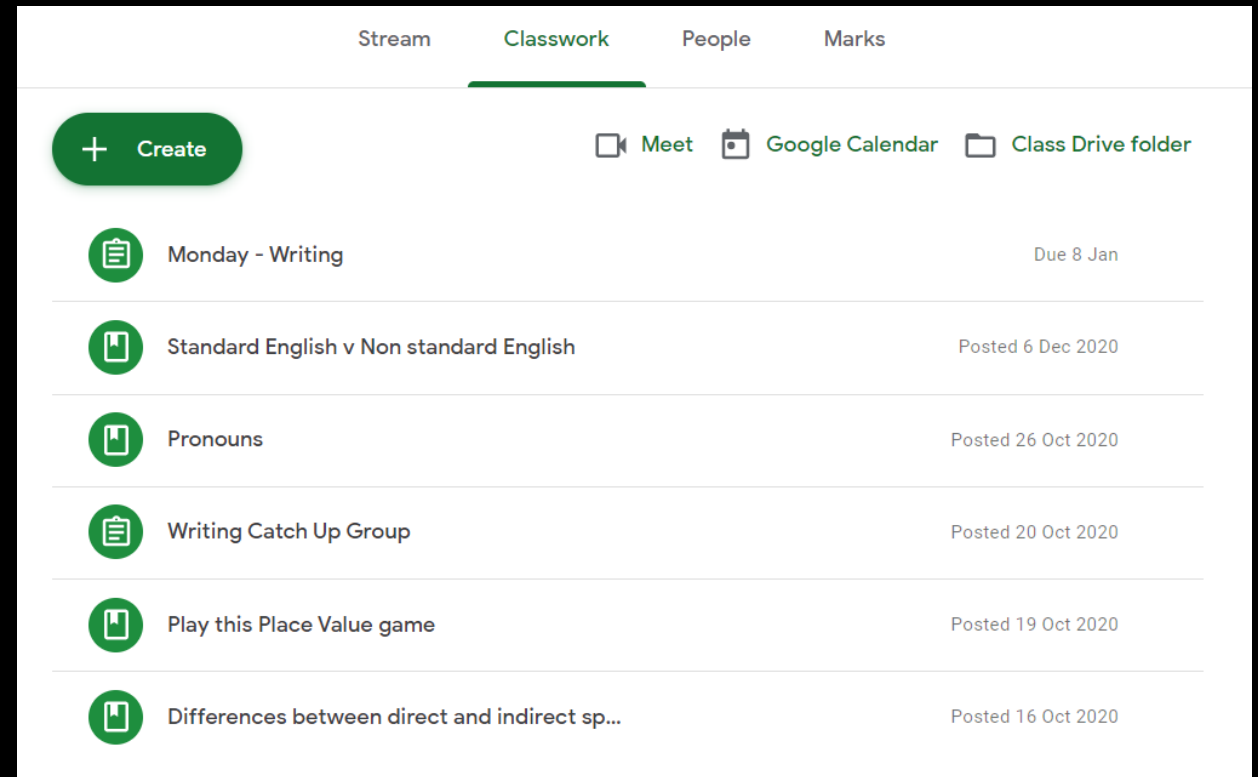 Stream Classwork People Marks
+ Create Meet Google Calendar Class Drive folder
Monday - Writing Due 8 Jan
Standard English v Non standard English Posted 6 Dec 2020
Pronouns Posted 26 Oct 2020
Writing Catch Up Group Posted 20 Oct 2020
Play this Place Value game Posted 19 Oct 2020
Differences between direct and indirect sp... Posted 16 Oct 2020